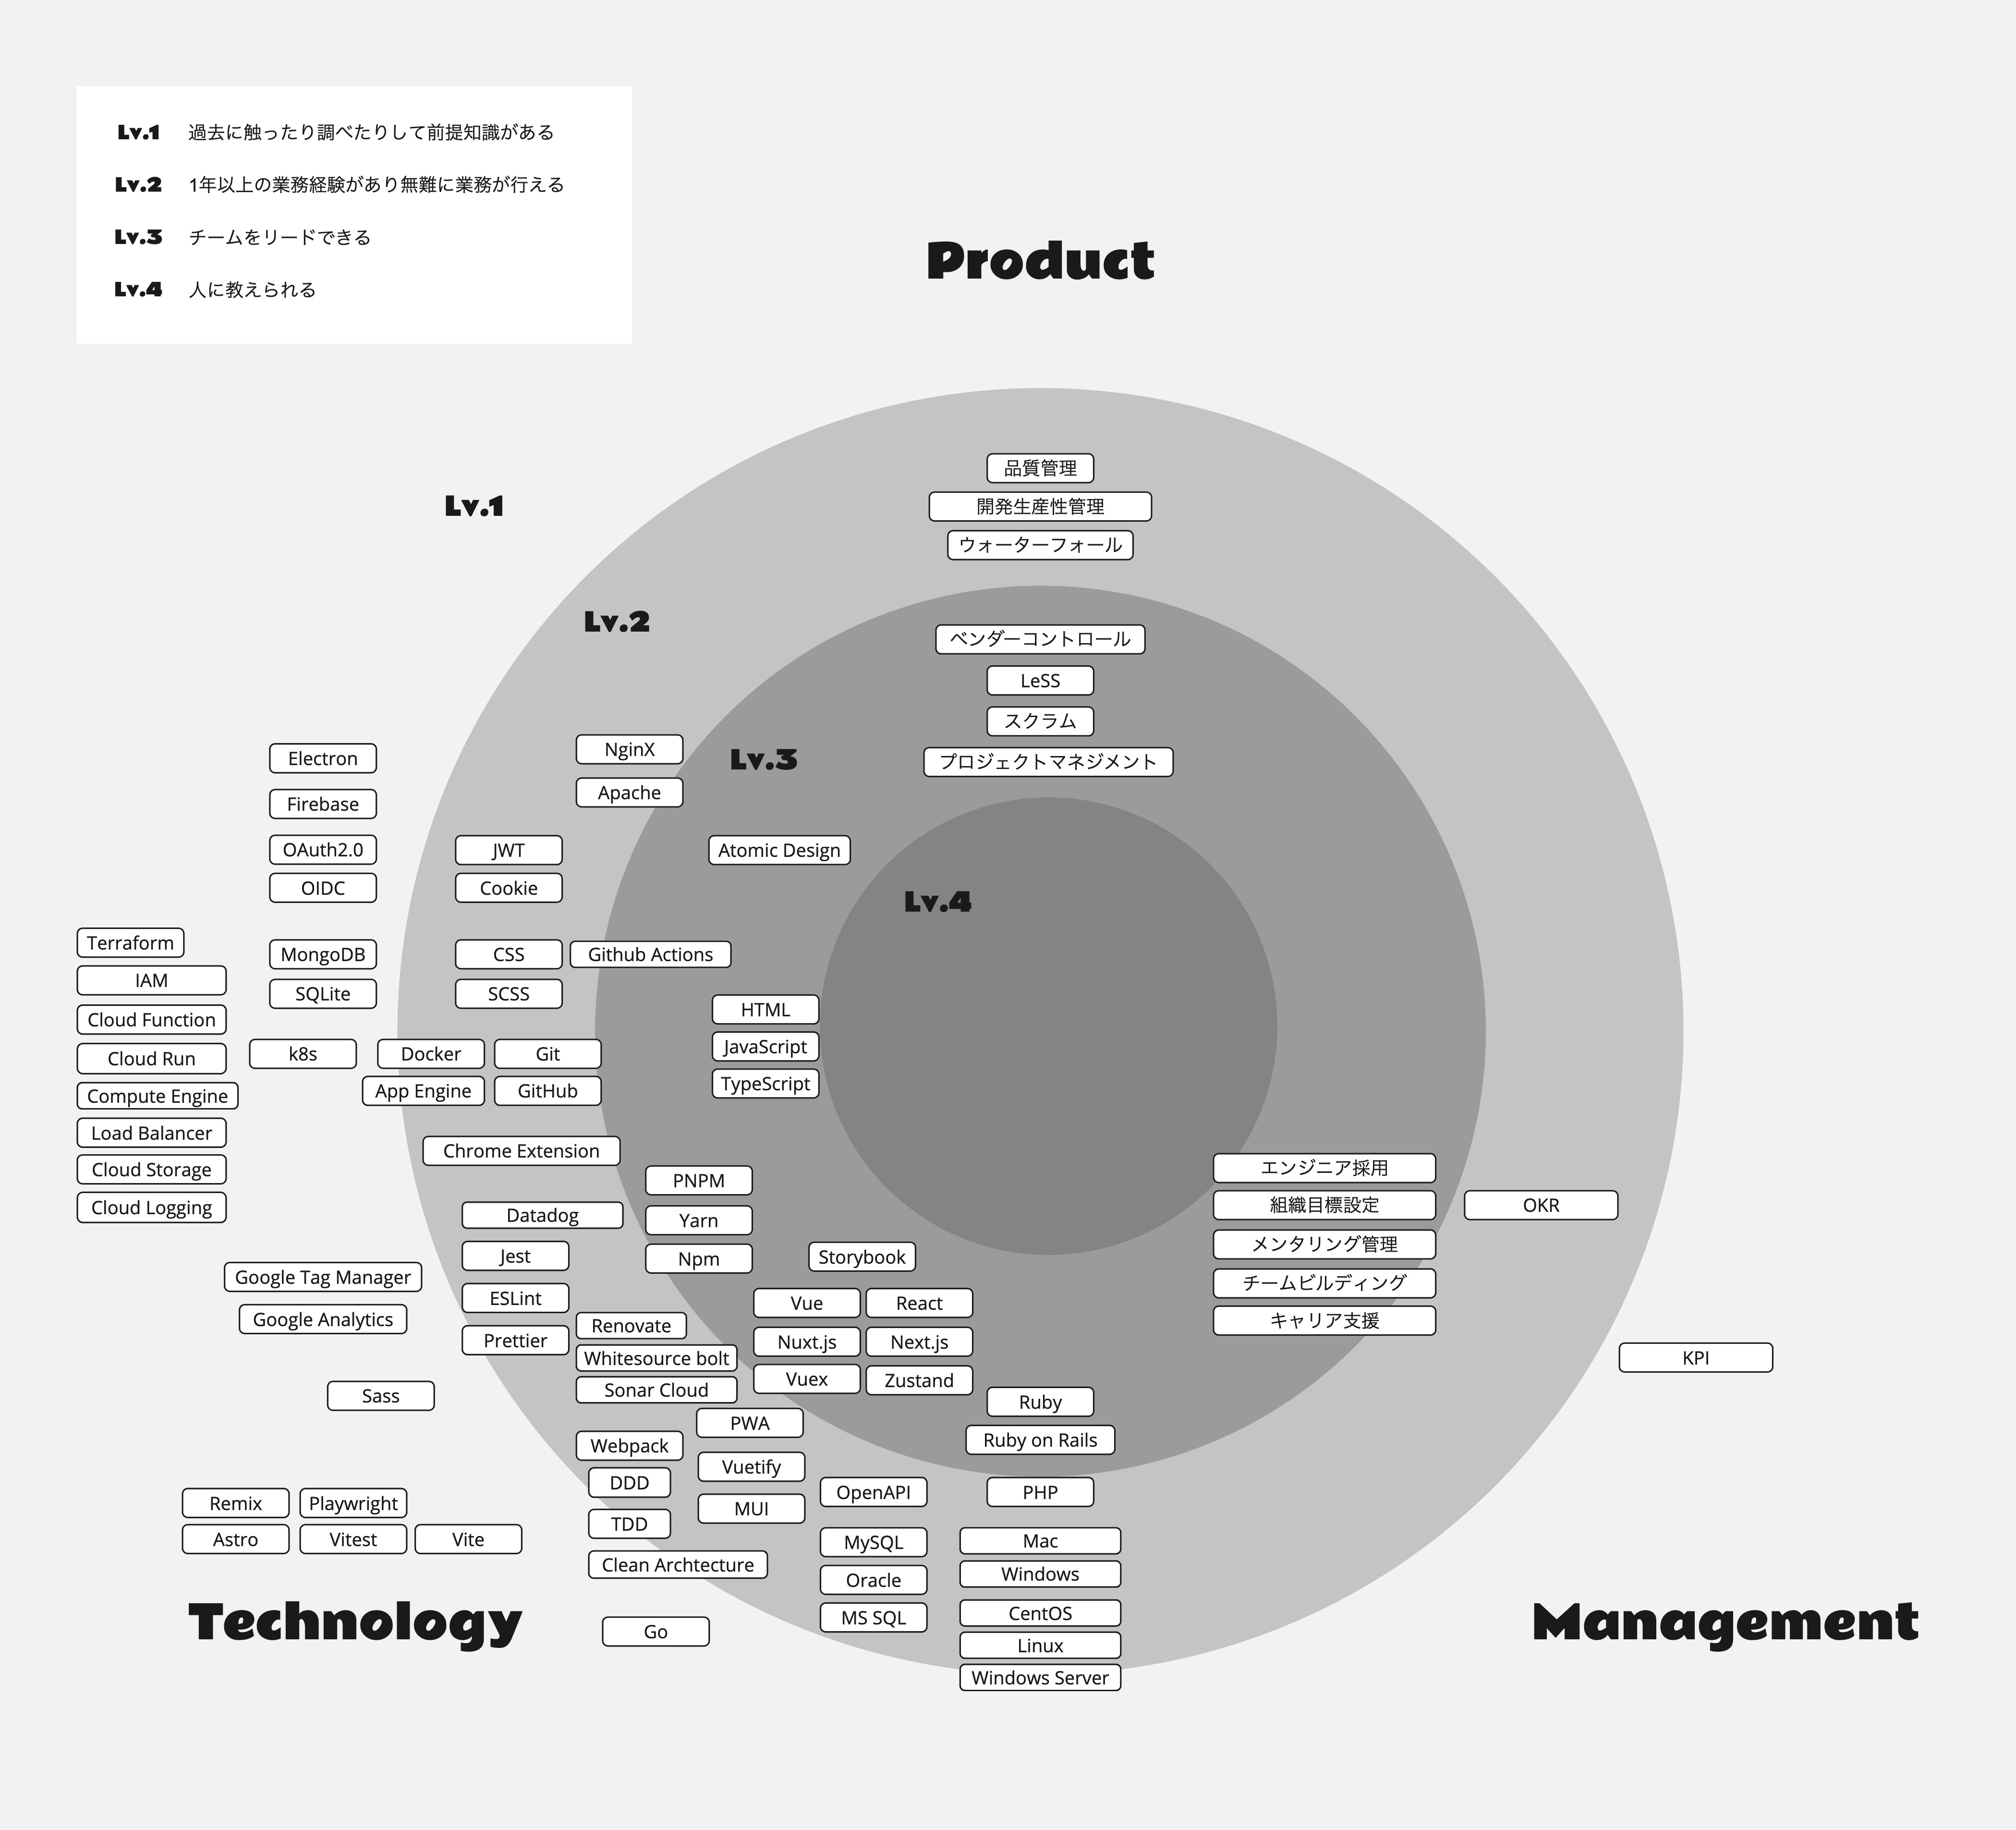 Lv.1 過去に触ったり調べたりして前提知識がある
Lv.2 1年以上の業務経験があり無難に業務が行える
Lv.3 チームをリードできる
Lv.4 人に教えられる
Product
品質管理
Lv.1
開発生産性管理
ウォーターフォール
Lv.2
ベンダーコントロール
LeSS
スクラム
Lv.3
プロジェクトマネジメント
NginX
Electron
Apache
Firebase
OAuth2.0
JWT
Atomic Design
OIDC
Cookie
Lv.4
Terraform
MongoDB
CSS
Github Actions
IAM
SQLite
SCSS
HTML
Cloud Function
JavaScript
Cloud Run
k8s
Docker
Git
TypeScript
Compute Engine
App Engine
GitHub
Load Balancer
Chrome Extension
Cloud Storage
PNPM
エンジニア採用
Cloud Logging
Datadog
Yarn
組織目標設定
OKR
Jest
Npm
Storybook
メンタリング管理
Google Tag Manager
ESLint
Vue
React
チームビルディング
Google Analytics
Renovate
キャリア支援
Prettier
Nuxt.js
Next.js
Whitesource bolt
KPI
Sass
Sonar Cloud
Vuex
Zustand
Ruby
PWA
Webpack
Ruby on Rails
Vuetify
DDD
OpenAPI
PHP
Remix
Playwright
MUI
TDD
Astro
Vitest
Vite
MySQL
Mac
Clean Archtecture
Oracle
Windows
Technology
MS SQL
CentOS
Management
Go
Linux
Windows Server